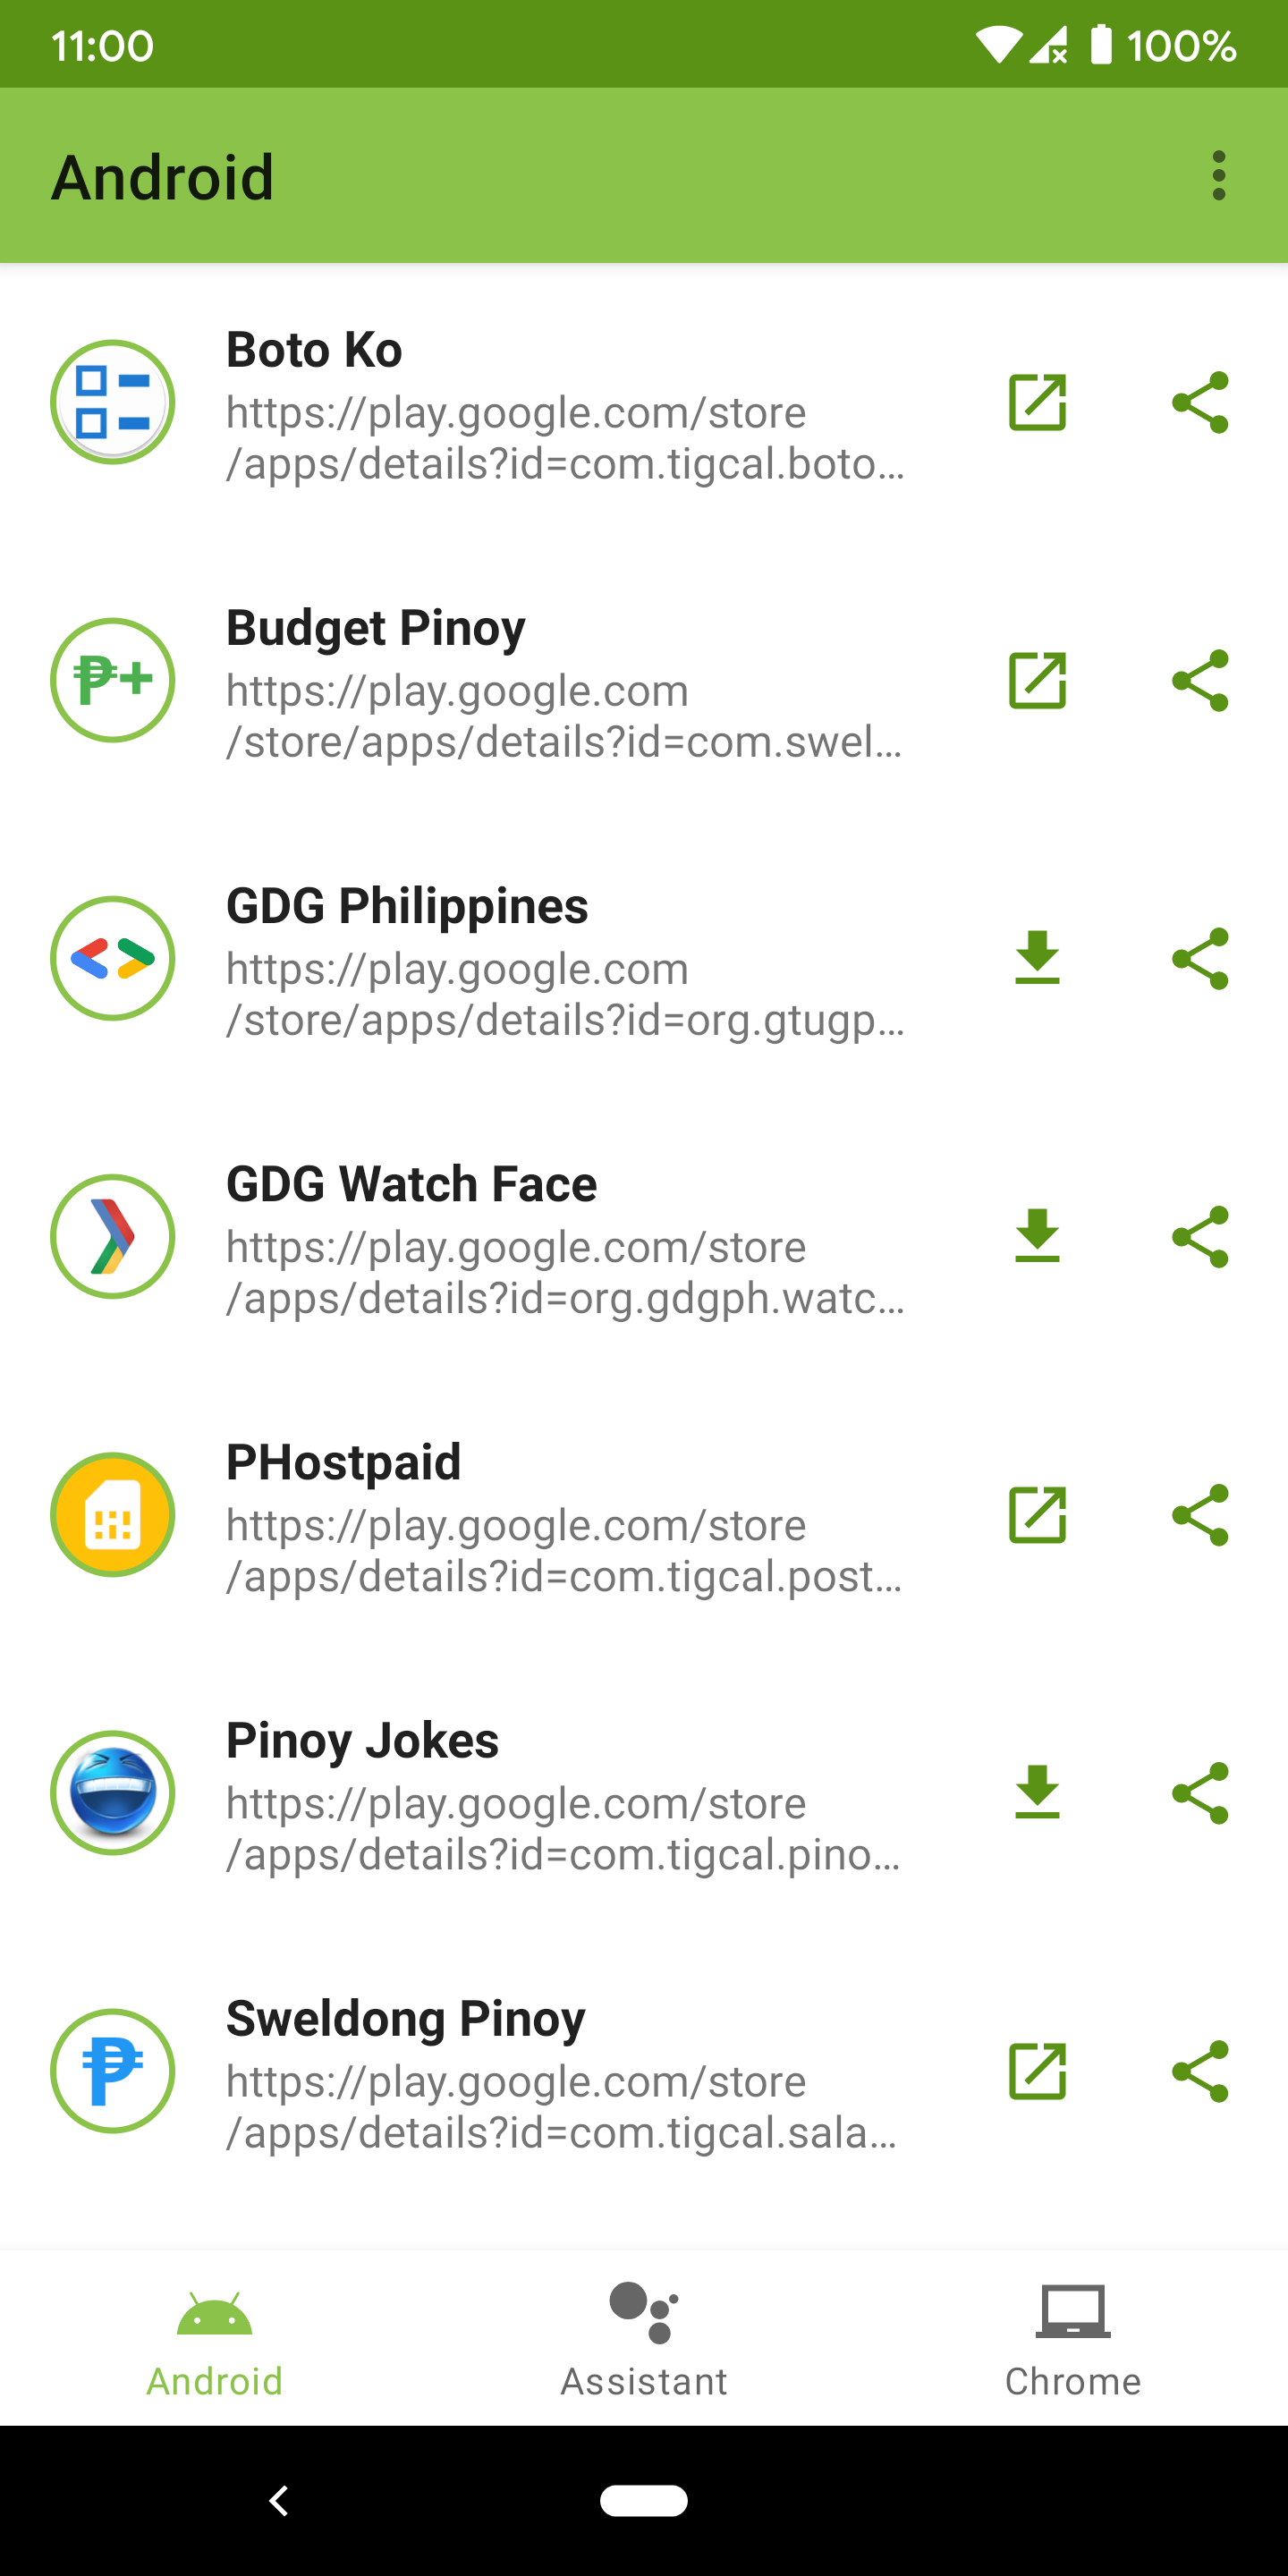 11:00
100%
Android
Boto Ko
https://play.google.com/store
/apps/details?id=com.tigcal.boto…
Budget Pinoy
₱+
https://play.google.com
/store/apps/details?id=com.swel…
GDG Philippines
https://play.google.com
/store/apps/details?id=org.gtugp…
GDG Watch Face
https://play.google.com/store
/apps/details?id=org.gdgph.watc…
PHostpaid
https://play.google.com/store
/apps/details?id=com.tigcal.post…
Pinoy Jokes
https://play.google.com/store
/apps/details?id=com.tigcal.pino…
Sweldong Pinoy
₱
https://play.google.com/store
/apps/details?id=com.tigcal.sala…
Android
Assistant
Chrome